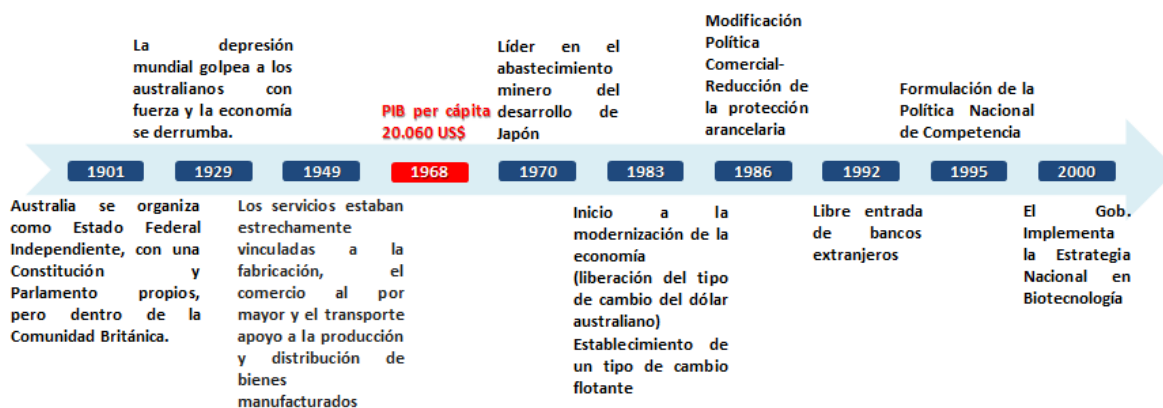 La depresión
mundial golpea a los
australianos con
fuerza y la economía
se derrumba.
PIB per cápita
20.060 US$
Líder en el
abastecimiento
minero del
desarrollo de
Japón
Modificación
Política
Comercial-
Reducción de
la protección
arancelaria
Formulación de la
Política Nacional
de Competencia
1901 1929 1949 1968 1970 1983 1986 1992 1995 2000
Australia se organiza
como Estado Federal
Independiente, con una
Constitución y
Parlamento propios,
pero dentro de la
Comunidad Británica.
Los servicios estaban
estrechamente
vinculadas a la
fabricación, el
comercio al por
mayor y el transporte
apoyo a la producción
y distribución de
bienes
manufacturados
Inicio a la
modernización de la
economía
(liberación del tipo
de cambio del dólar
australiano)
Establecimiento de
un tipo de cambio
flotante
Libre entrada
de bancos
extranjeros
El Gob.
Implementa
la Estrategia
Nacional en
Biotecnología